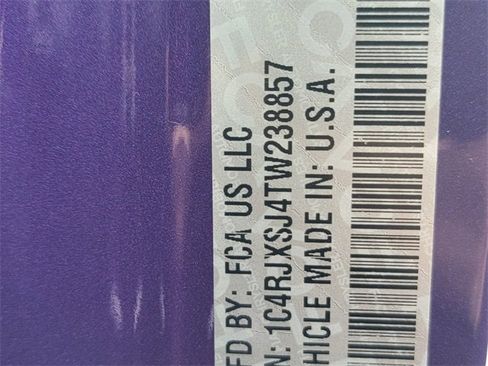 FD BY: FCA US LLC
N: 1C4RJXSJ4TW238857
HICLE MADE IN: U.S.A.